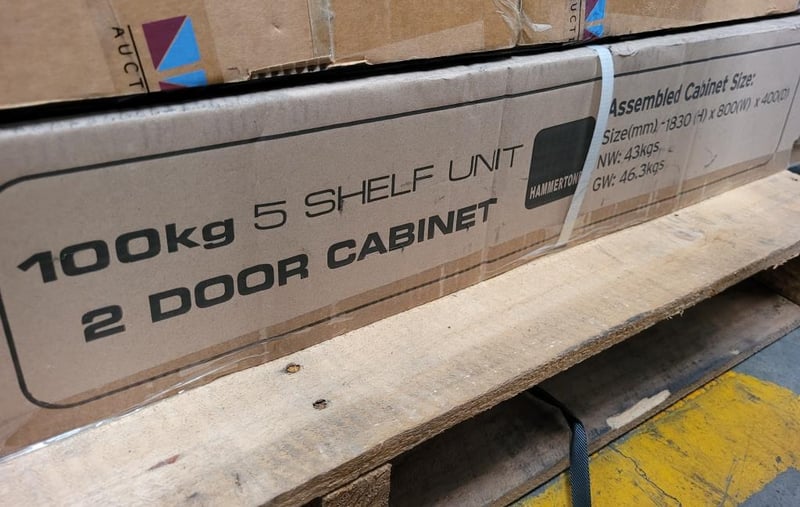 AUCT
UCT
100kg 5 SHELF UNIT
2 DOOR CABINET
HAMMERTON
Assembled Cabinet Size:
Size(mm):1830 (H) x 800(W) x 400(D)
NW: 43kgs
GW: 46.3kgs